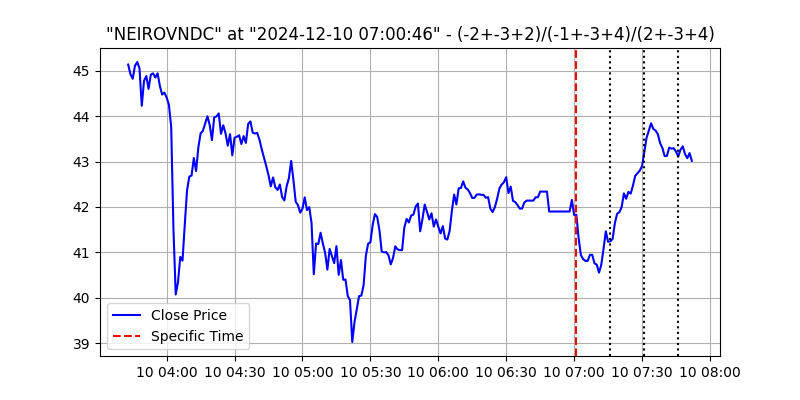 "NEIROVNDC" at "2024-12-10 07:00:46" - (-2+-3+2)/(-1+-3+4)/(2+-3+4)
45
44
43
42
41
40
39
Close Price
Specific Time
10 04:00 10 04:30 10 05:00 10 05:30 10 06:00 10 06:30 10 07:00 10 07:30 10 08:00